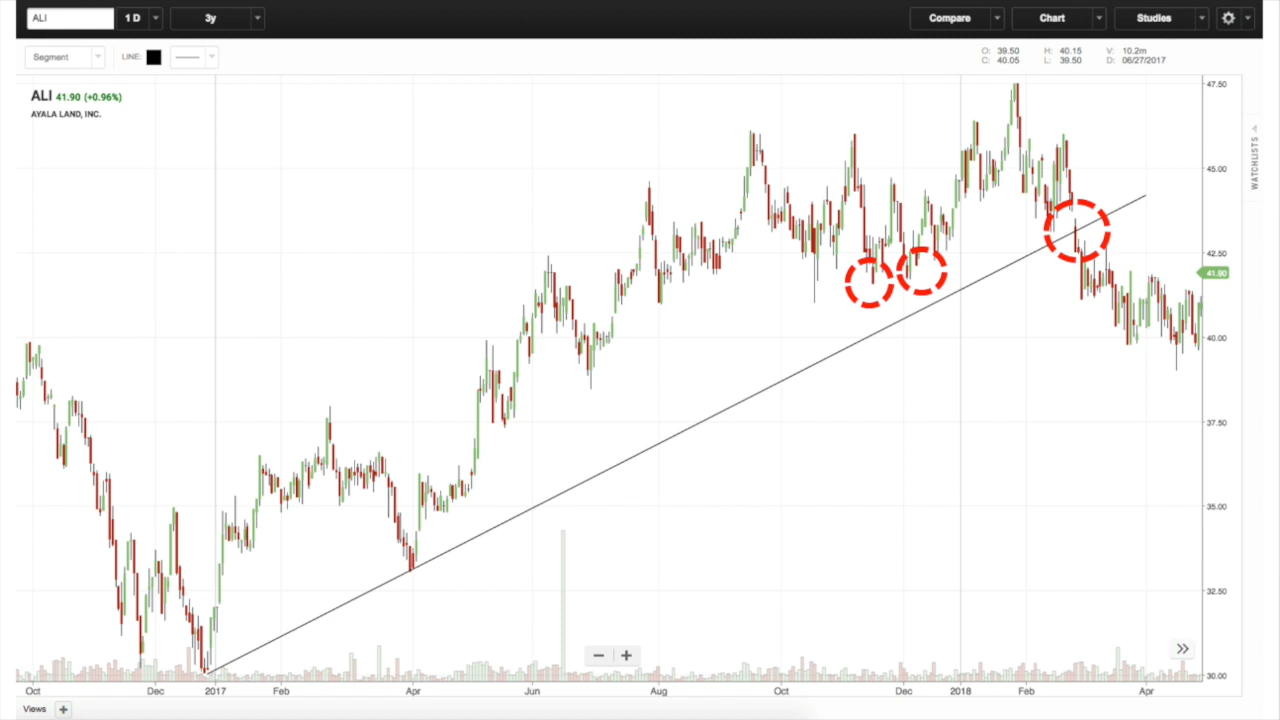 ALI 1 D 3y Compare Chart Studies
Segment LINE: O: 39.50 H: 40.15 V: 10.2m
C: 40.05 L: 39.50 D: 06/27/2017
ALI 41.90 (+0.96%)
AYALA LAND, INC.
47.50
45.00
42.50
41.90
40.00
37.50
35.00
32.50
30.00
WATCHLISTS
Oct Dec 2017 Feb Apr Jun Aug Oct Dec 2018 Feb Apr
Views +